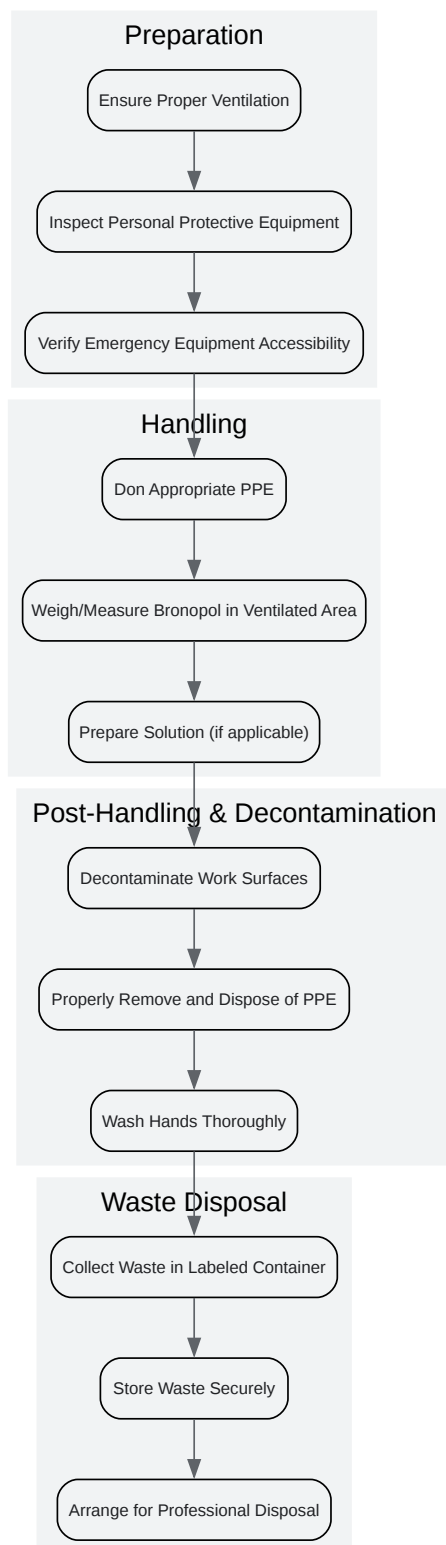 Preparation
Ensure Proper Ventilation
Inspect Personal Protective Equipment
Verify Emergency Equipment Accessibility
Handling
Don Appropriate PPE
Weigh/Measure Bronopol in Ventilated Area
Prepare Solution (if applicable)
Post-Handling & Decontamination
Decontaminate Work Surfaces
Properly Remove and Dispose of PPE
Wash Hands Thoroughly
Waste Disposal
Collect Waste in Labeled Container
Store Waste Securely
Arrange for Professional Disposal